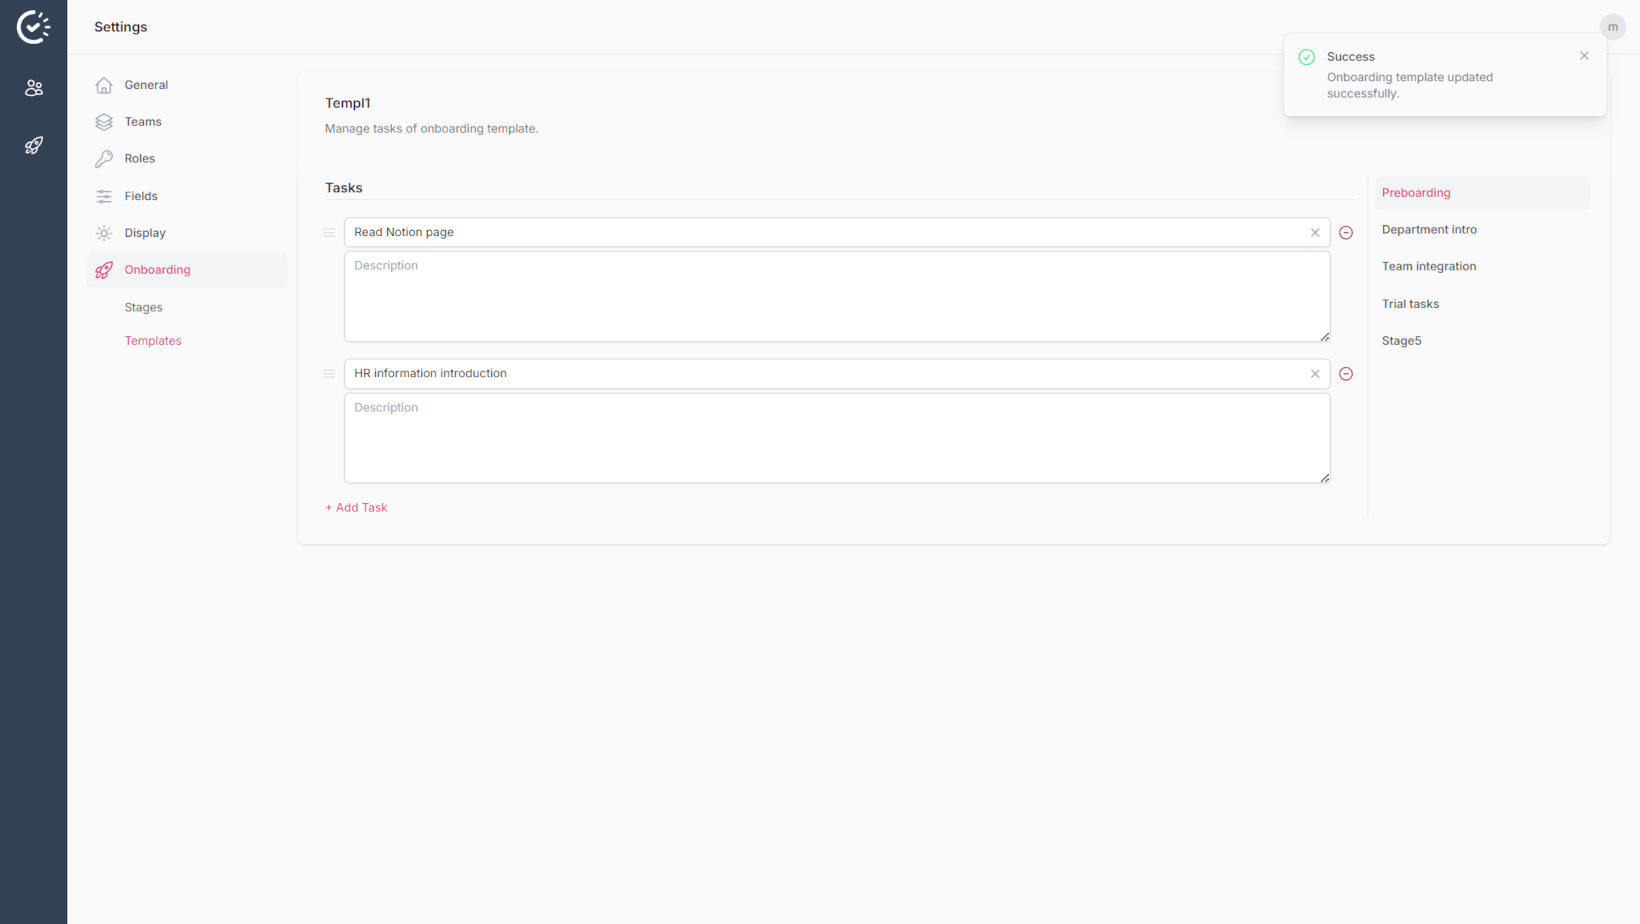 Settings
m
Success
Onboarding template updated
successfully.
General
Teams
Roles
Fields
Display
Onboarding
Stages
Templates
Templ1
Manage tasks of onboarding template.
Tasks
Read Notion page
Description
HR information introduction
Description
+ Add Task
Preboarding
Department intro
Team integration
Trial tasks
Stage5